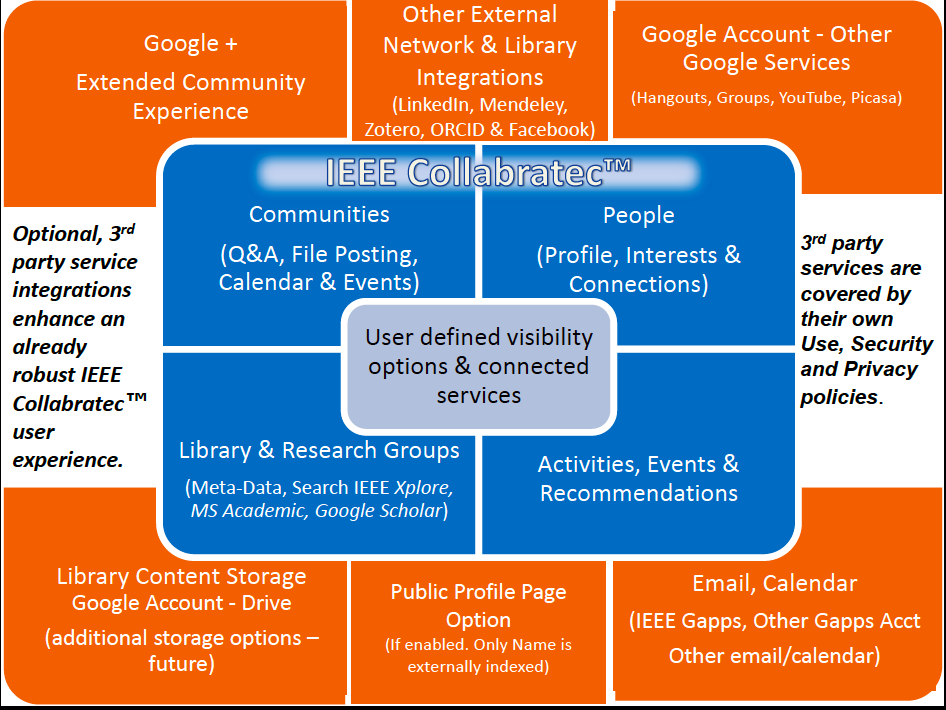 Google +
Extended Community
Experience
Other External
Network & Library
Integrations
(LinkedIn, Mendeley,
Zotero, ORCID & Facebook)
Google Account - Other
Google Services
(Hangouts, Groups, YouTube, Picasa)
IEEE Collabratec™
Communities
(Q&A, File Posting,
Calendar & Events)
People
(Profile, Interests &
Connections)
Optional, 3rd
party service
integrations
enhance an
already
robust IEEE
Collabratec™
user
experience.
3rd party
services are
covered by
their own
Use, Security
and Privacy
policies.
User defined visibility
options & connected
services
Library & Research Groups
(Meta-Data, Search IEEE Xplore,
MS Academic, Google Scholar)
Activities, Events &
Recommendations
Library Content Storage
Google Account - Drive
(additional storage options –
future)
Public Profile Page
Option
(If enabled. Only Name is
externally indexed)
Email, Calendar
(IEEE Gapps, Other Gapps Acct
Other email/calendar)